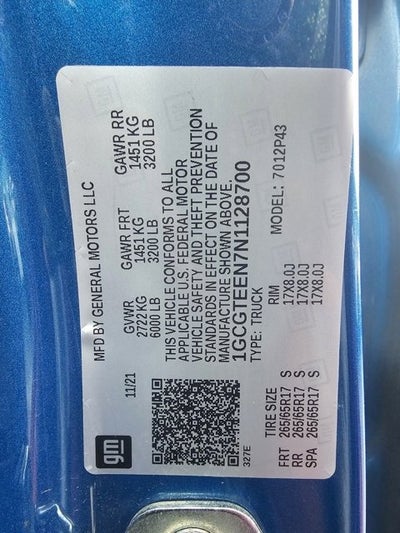 gm
MFD BY GENERAL MOTORS LLC
11/21
GVWR GAWR FRT GAWR RR
2722 KG 1451 KG 1451 KG
6000 LB 3200 LB 3200 LB
THIS VEHICLE CONFORMS TO ALL
APPLICABLE U.S. FEDERAL MOTOR
VEHICLE SAFETY AND THEFT PREVENTION
STANDARDS IN EFFECT ON THE DATE OF
MANUFACTURE SHOWN ABOVE.
1GCGTEEN7N1128700
TYPE: TRUCK MODEL: 7012P43
327E
TIRE SIZE RIM
FRT 265/65R17 S 17X8.0J
RR 265/65R17 S 17X8.0J
SPA 265/65R17 S 17X8.0J